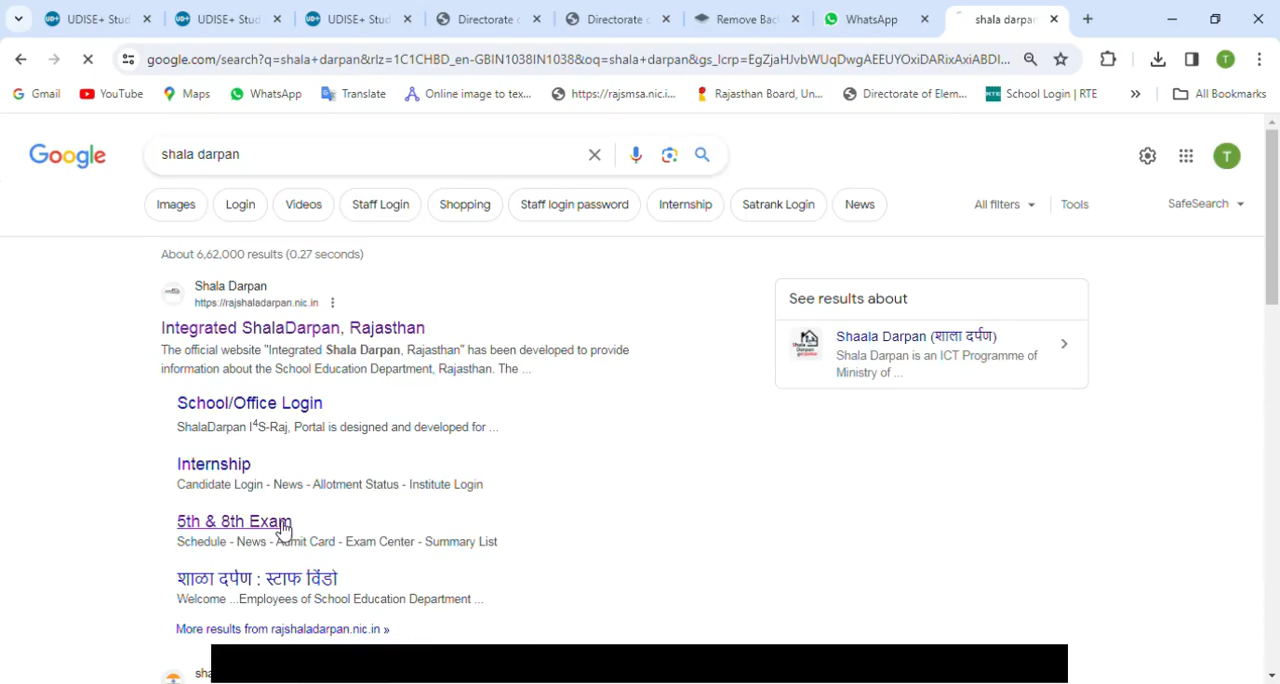 UDISE+ Stud
UDISE+ Stud
UDISE+ Stud
Directorate c
Directorate c
Remove Bac
WhatsApp
shala darpan
google.com/search?q=shala+darpan&rlz=1C1CHBD_en-GBIN1038IN1038&oq=shala+darpan&gs_lcrp=EgZjaHJvbWUqDwgAEEUYOxiDARixAxiABDI...
T
Gmail
YouTube
Maps
WhatsApp
Translate
Online image to tex...
https://rajsmsa.nic.i...
Rajasthan Board, Un...
Directorate of Elem...
School Login | RTE
All Bookmarks
Google
shala darpan
T
Images
Login
Videos
Staff Login
Shopping
Staff login password
Internship
Satrank Login
News
All filters
Tools
SafeSearch
About 6,62,000 results (0.27 seconds)
Shala Darpan
https://rajshaladarpan.nic.in
Integrated ShalaDarpan, Rajasthan
The official website "Integrated Shala Darpan, Rajasthan" has been developed to provide
information about the School Education Department, Rajasthan. The ...
School/Office Login
ShalaDarpan I⁴S-Raj, Portal is designed and developed for ...
Internship
Candidate Login - News - Allotment Status - Institute Login
5th & 8th Exam
Schedule - News - Admit Card - Exam Center - Summary List
शाळा दर्पण : स्टाफ विंडो
Welcome ...Employees of School Education Department ...
More results from rajshaladarpan.nic.in »
See results about
Shaala Darpan (शाला दर्पण)
Shaala Darpan is an ICT Programme of
Ministry of ...